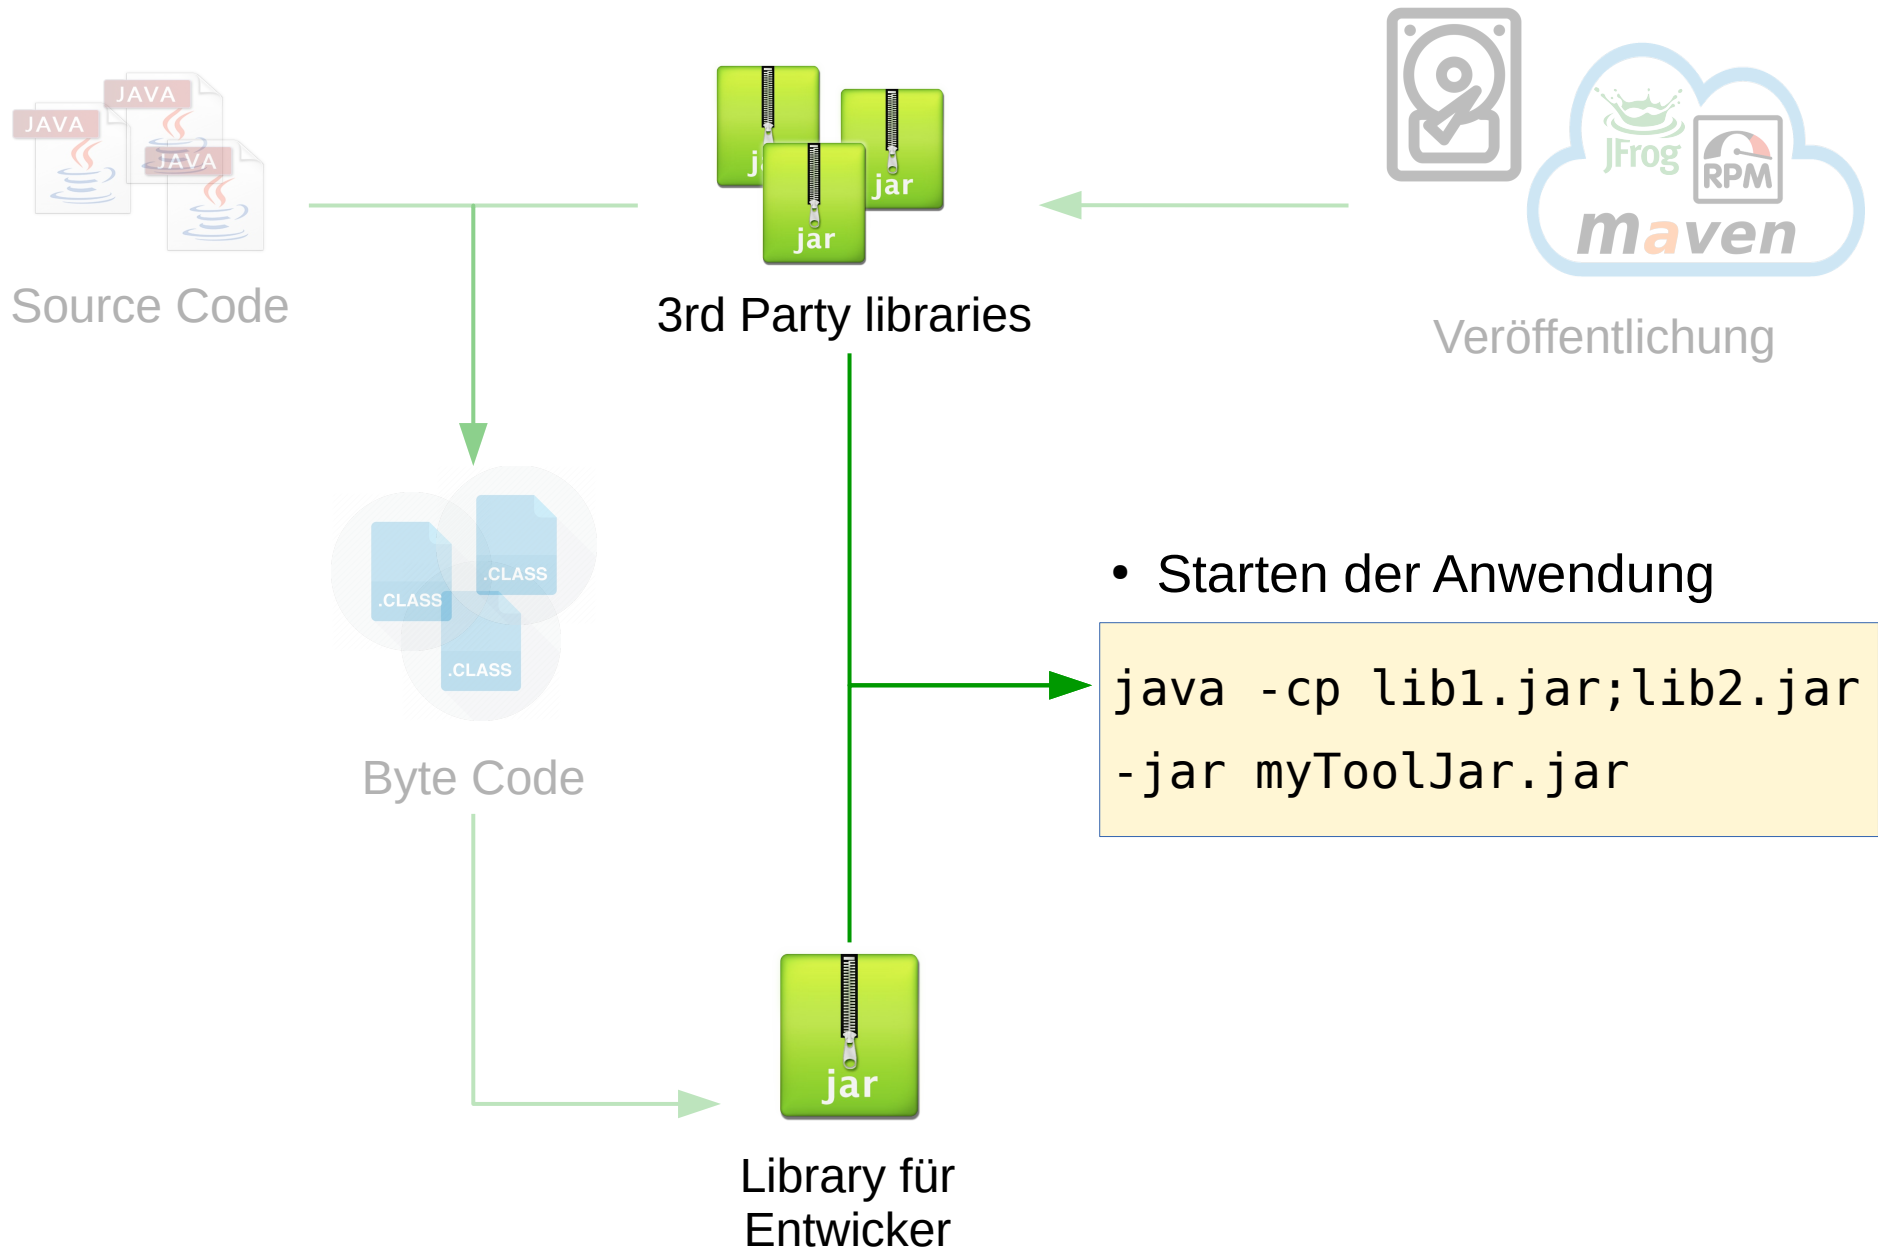 JAVA
JAVA
JAVA
Source Code
jar
jar
3rd Party libraries
JFrog
RPM
maven
Veröffentlichung
.CLASS
.CLASS
.CLASS
Byte Code
• Starten der Anwendung
java -cp lib1.jar;lib2.jar
-jar myToolJar.jar
jar
Library für
Entwicker